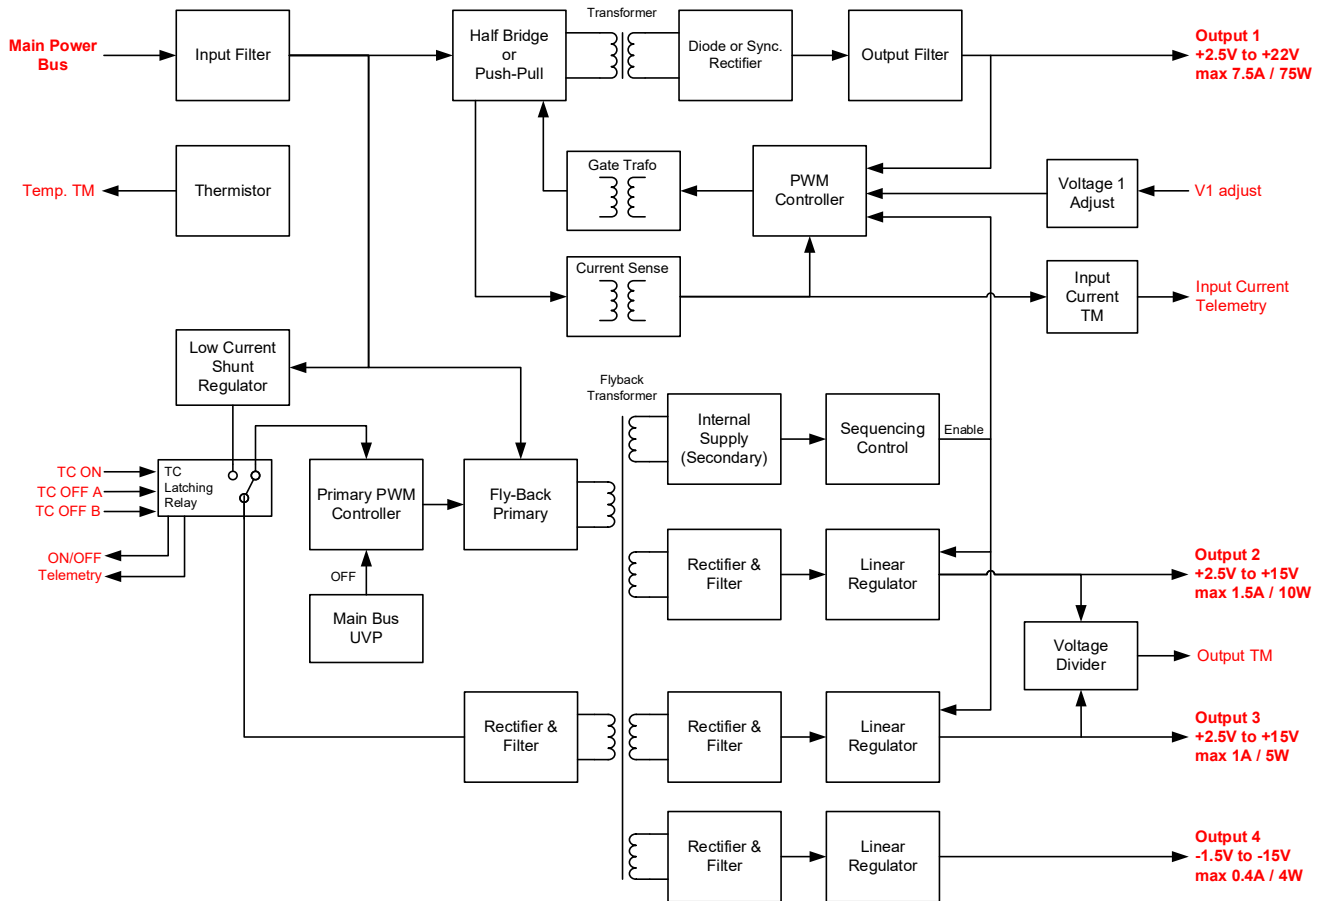 Main Power
Bus
Input Filter
Half Bridge
or
Push-Pull
Transformer
Diode or Sync.
Rectifier
Output Filter
Output 1
+2.5V to +22V
max 7.5A / 75W
Temp. TM
Thermistor
Gate Trafo
PWM
Controller
Voltage 1
Adjust
V1 adjust
Current Sense
Input
Current
TM
Input Current
Telemetry
Low Current
Shunt
Regulator
Flyback
Transformer
Internal
Supply
(Secondary)
Sequencing
Control
Enable
TC ON
TC OFF A
TC OFF B
TC
Latching
Relay
ON/OFF
Telemetry
Primary PWM
Controller
Fly-Back
Primary
OFF
Main Bus
UVP
Rectifier &
Filter
Linear
Regulator
Output 2
+2.5V to +15V
max 1.5A / 10W
Voltage
Divider
Output TM
Rectifier &
Filter
Rectifier &
Filter
Linear
Regulator
Output 3
+2.5V to +15V
max 1A / 5W
Rectifier &
Filter
Linear
Regulator
Output 4
-1.5V to -15V
max 0.4A / 4W